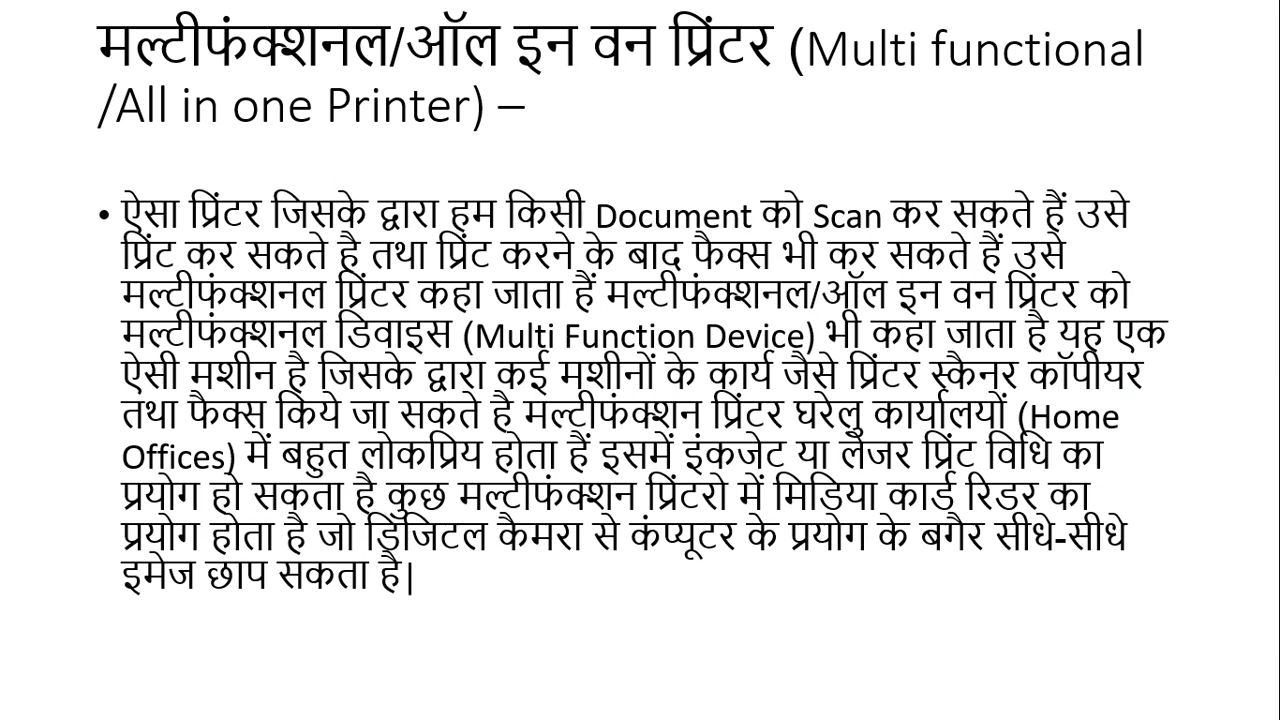 मल्टीफंक्शनल/ऑल इन वन प्रिंटर (Multi functional
/All in one Printer) –
• ऐसा प्रिंटर जिसके द्वारा हम किसी Document को Scan कर सकते हैं उसे
प्रिंट कर सकते है तथा प्रिंट करने के बाद फैक्स भी कर सकते हैं उसे
मल्टीफंक्शनल प्रिंटर कहा जाता हैं मल्टीफंक्शनल/ऑल इन वन प्रिंटर को
मल्टीफंक्शनल डिवाइस (Multi Function Device) भी कहा जाता है यह एक
ऐसी मशीन है जिसके द्वारा कई मशीनों के कार्य जैसे प्रिंटर स्कैनर कॉपीयर
तथा फैक्स किये जा सकते है मल्टीफंक्शन प्रिंटर घरेलु कार्यालयों (Home
Offices) में बहुत लोकप्रिय होता हैं इसमें इंकजेट या लेजर प्रिंट विधि का
प्रयोग हो सकता है कुछ मल्टीफंक्शन प्रिंटरो में मिडिया कार्ड रिडर का
प्रयोग होता है जो डिजिटल कैमरा से कंप्यूटर के प्रयोग के बगैर सीधे-सीधे
इमेज छाप सकता है|